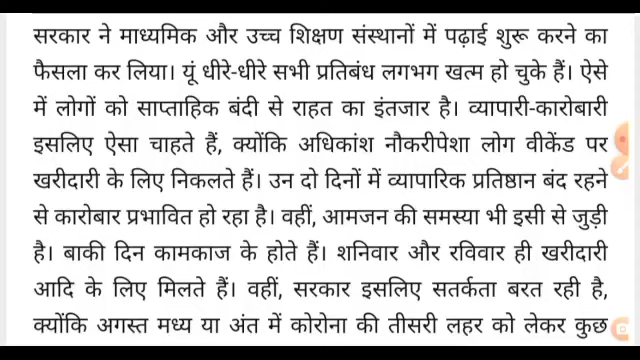 सरकार ने माध्यमिक और उच्च शिक्षण संस्थानों में पढ़ाई शुरू करने का
फैसला कर लिया। यूं धीरे-धीरे सभी प्रतिबंध लगभग खत्म हो चुके हैं। ऐसे
में लोगों को साप्ताहिक बंदी से राहत का इंतजार है। व्यापारी-कारोबारी
इसलिए ऐसा चाहते हैं, क्योंकि अधिकांश नौकरीपेशा लोग वीकेंड पर
खरीदारी के लिए निकलते हैं। उन दो दिनों में व्यापारिक प्रतिष्ठान बंद रहने
से कारोबार प्रभावित हो रहा है। वहीं, आमजन की समस्या भी इसी से जुड़ी
है। बाकी दिन कामकाज के होते हैं। शनिवार और रविवार ही खरीदारी
आदि के लिए मिलते हैं। वहीं, सरकार इसलिए सतर्कता बरत रही है,
क्योंकि अगस्त मध्य या अंत में कोरोना की तीसरी लहर को लेकर कुछ